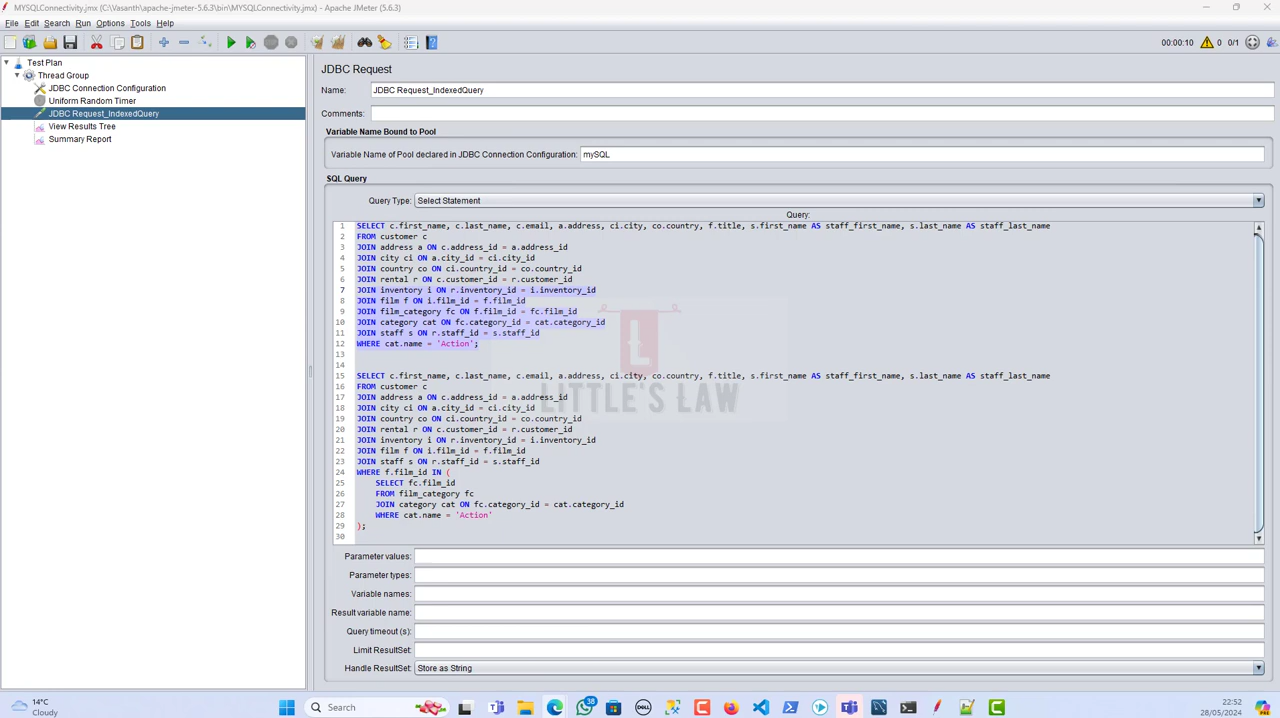 MYSQLConnectivity.jmx (C:\Vasanth\apache-jmeter-5.6.3\bin\MYSQLConnectivity.jmx) - Apache JMeter (5.6.3)
File Edit Search Run Options Tools Help
00:00:10 0 0/1
Test Plan
Thread Group
JDBC Connection Configuration
Uniform Random Timer
JDBC Request_IndexedQuery
View Results Tree
Summary Report
JDBC Request
Name: JDBC Request_IndexedQuery
Comments:
Variable Name Bound to Pool
Variable Name of Pool declared in JDBC Connection Configuration: mySQL
SQL Query
Query Type: Select Statement
Query:
1 SELECT c.first_name, c.last_name, c.email, a.address, ci.city, co.country, f.title, s.first_name AS staff_first_name, s.last_name AS staff_last_name
2 FROM customer c
3 JOIN address a ON c.address_id = a.address_id
4 JOIN city ci ON a.city_id = ci.city_id
5 JOIN country co ON ci.country_id = co.country_id
6 JOIN rental r ON c.customer_id = r.customer_id
7 JOIN inventory i ON r.inventory_id = i.inventory_id
8 JOIN film f ON i.film_id = f.film_id
9 JOIN film_category fc ON f.film_id = fc.film_id
10 JOIN category cat ON fc.category_id = cat.category_id
11 JOIN staff s ON r.staff_id = s.staff_id
12 WHERE cat.name = 'Action';
13
14
15 SELECT c.first_name, c.last_name, c.email, a.address, ci.city, co.country, f.title, s.first_name AS staff_first_name, s.last_name AS staff_last_name
16 FROM customer c
17 JOIN address a ON c.address_id = a.address_id
18 JOIN city ci ON a.city_id = ci.city_id
19 JOIN country co ON ci.country_id = co.country_id
20 JOIN rental r ON c.customer_id = r.customer_id
21 JOIN inventory i ON r.inventory_id = i.inventory_id
22 JOIN film f ON i.film_id = f.film_id
23 JOIN staff s ON r.staff_id = s.staff_id
24 WHERE f.film_id IN (
25 SELECT fc.film_id
26 FROM film_category fc
27 JOIN category cat ON fc.category_id = cat.category_id
28 WHERE cat.name = 'Action'
29 );
30
L
LITTLE'S LAW
Parameter values:
Parameter types:
Variable names:
Result variable name:
Query timeout (s):
Limit ResultSet:
Handle ResultSet: Store as String
14°C
Cloudy
Search
38
DELL
22:52
28/05/2024